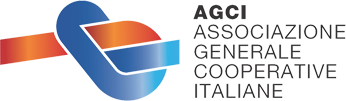 AGCI
ASSOCIAZIONE
GENERALE
COOPERATIVE
ITALIANE